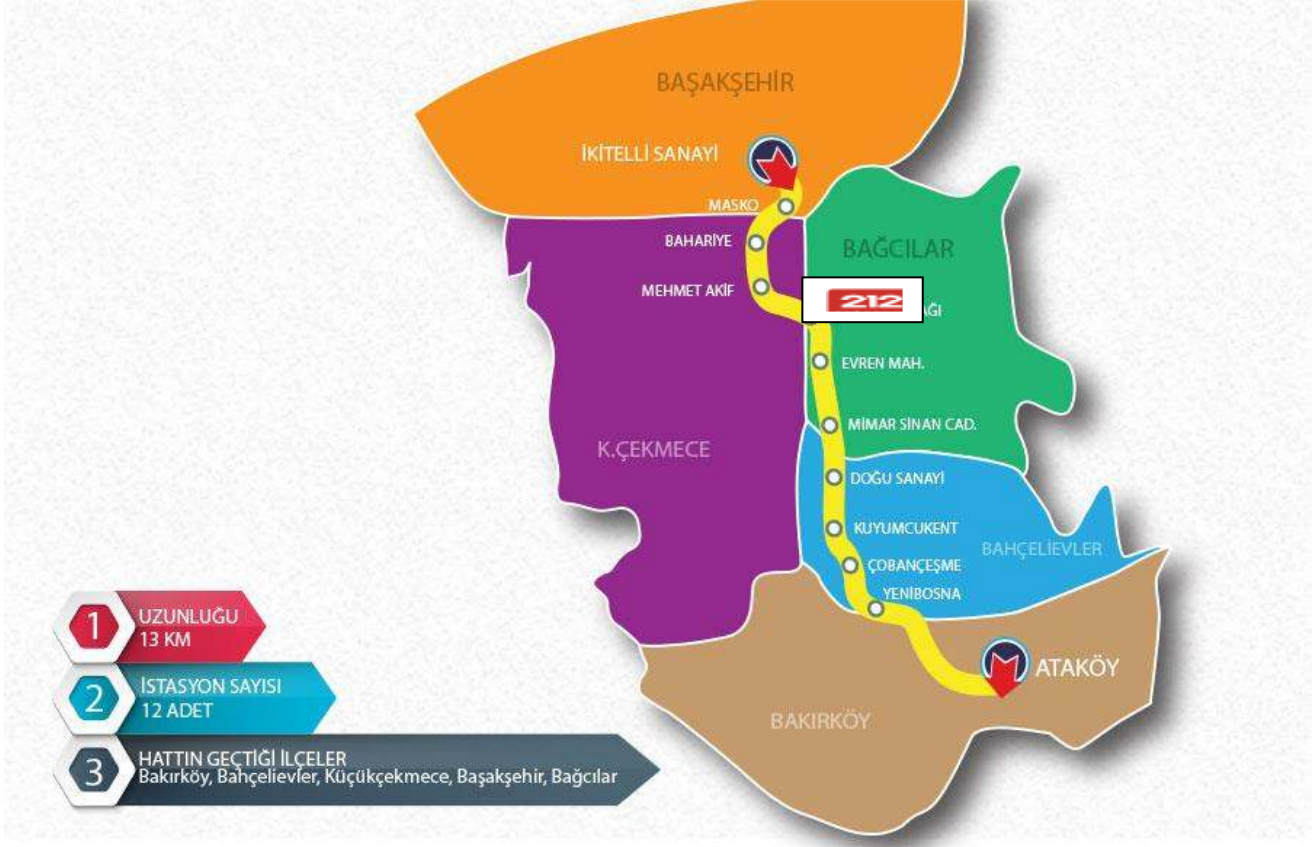 BAŞAKŞEHİR
İKİTELLİ SANAYİ
MASKO
BAHARİYE
BAĞCILAR
MEHMET AKİF
212
AĞI
EVREN MAH.
MİMAR SİNAN CAD.
K.ÇEKMECE
DOĞU SANAYİ
KUYUMCUKENT
BAHÇELİEVLER
ÇOBANÇEŞME
YENİBOSNA
ATAKÖY
BAKIRKÖY
1
UZUNLUĞU
13 KM
2
İSTASYON SAYISI
12 ADET
3
HATTIN GEÇTİĞİ İLÇELER
Bakırköy, Bahçelievler, Küçükçekmece, Başakşehir, Bağcılar